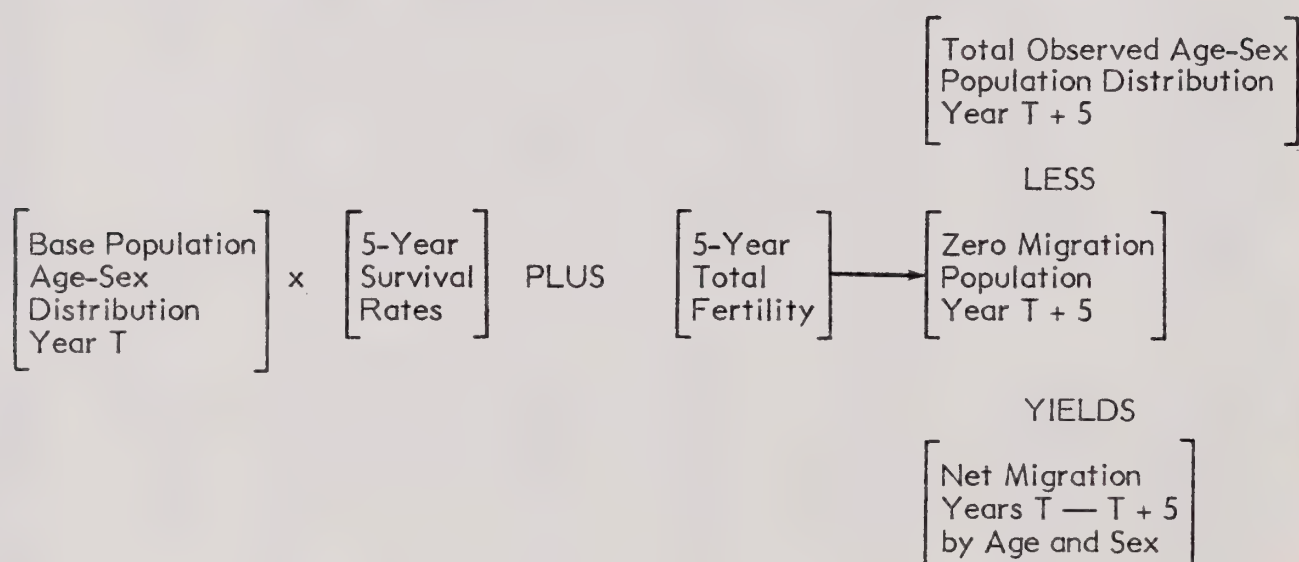 Total Observed Age-Sex
Population Distribution
Year T + 5
LESS
Base Population
Age-Sex
Distribution
Year T
x
5-Year
Survival
Rates
PLUS
5-Year
Total
Fertility
Zero Migration
Population
Year T + 5
YIELDS
Net Migration
Years T — T + 5
by Age and Sex